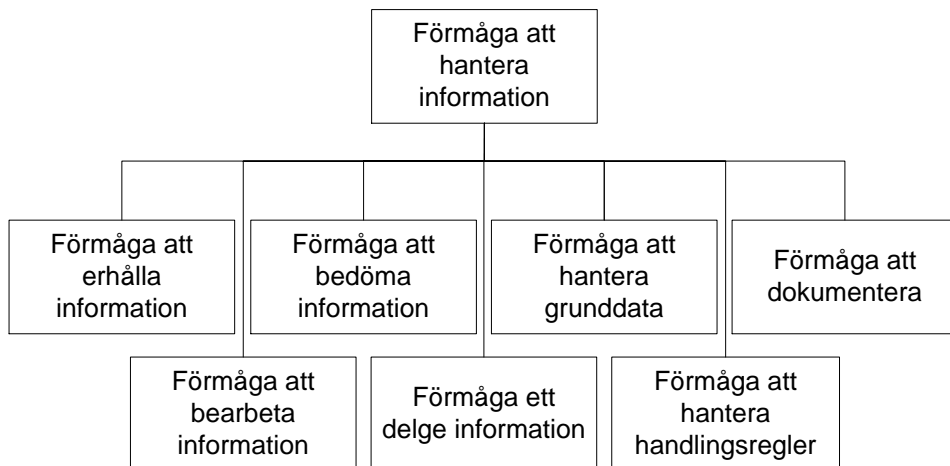 Förmåga att
hantera
information
Förmåga att
erhålla
information
Förmåga att
bedöma
information
Förmåga att
hantera
grunddata
Förmåga att
dokumentera
Förmåga att
bearbeta
information
Förmåga ett
delge information
Förmåga att
hantera
handlingsregler